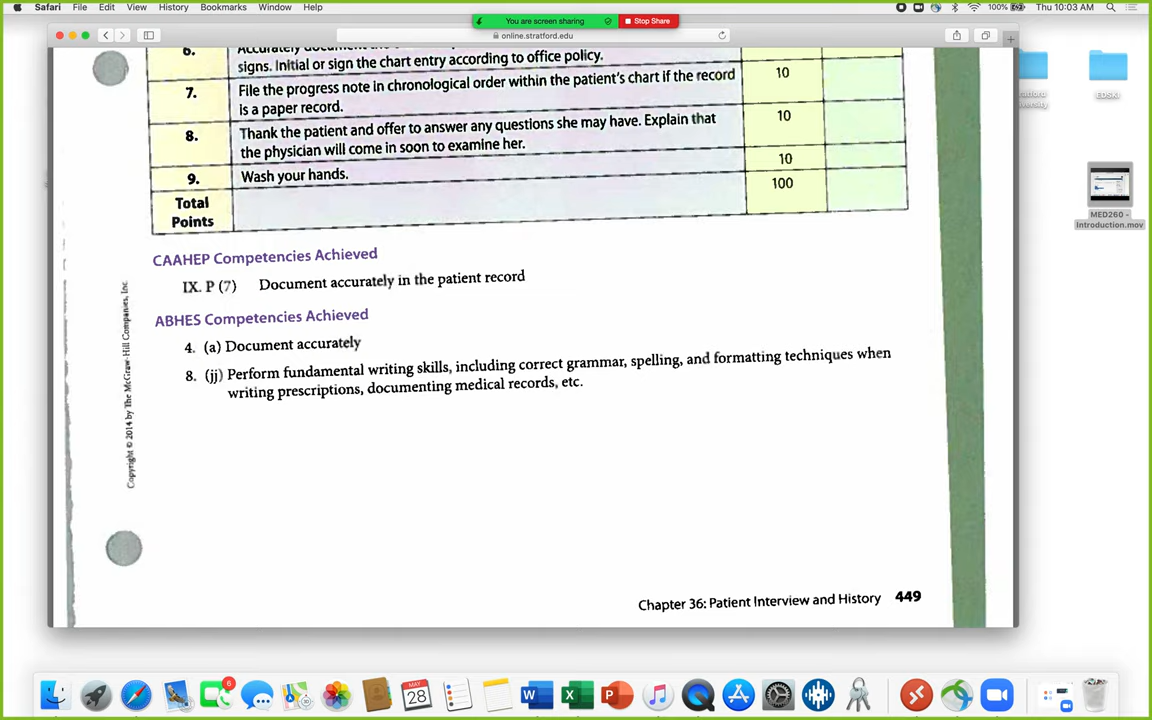 Safari File Edit View History Bookmarks Window Help 100% Thu 10:03 AM
You are screen sharing Stop Share
online.stratford.edu
6. Accurately document
signs. Initial or sign the chart entry according to office policy.
7. File the progress note in chronological order within the patient's chart if the record 10
is a paper record.
8. Thank the patient and offer to answer any questions she may have. Explain that 10
the physician will come in soon to examine her.
9. Wash your hands. 10
Total
Points 100
CAAHEP Competencies Achieved
IX. P (7) Document accurately in the patient record
ABHES Competencies Achieved
4. (a) Document accurately
8. (jj) Perform fundamental writing skills, including correct grammar, spelling, and formatting techniques when
writing prescriptions, documenting medical records, etc.
Copyright © 2014 by The McGraw-Hill Companies, Inc.
Chapter 36: Patient Interview and History 449
EDSKI
MED260 -
Introduction.mov
6
MAY
28